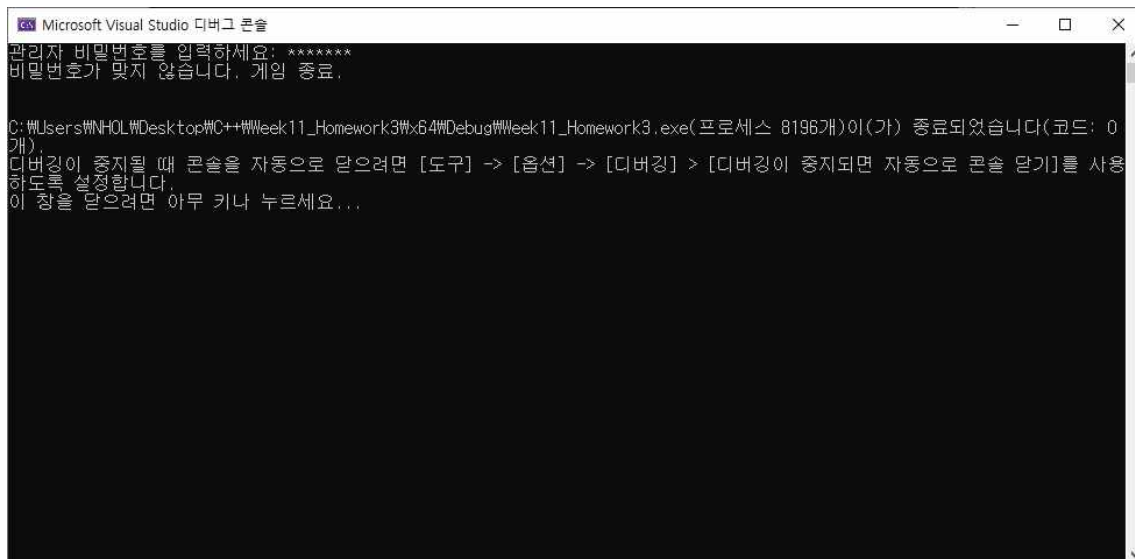 Microsoft Visual Studio 디버그 콘솔
관리자 비밀번호를 입력하세요: *******
비밀번호가 맞지 않습니다. 게임 종료.
C:₩Users₩NHOL₩Desktop₩C++₩Week11_Homework3₩x64₩Debug₩Week11_Homework3.exe(프로세스 8196개)이(가) 종료되었습니다(코드: 0
개).
디버깅이 중지될 때 콘솔을 자동으로 닫으려면 [도구] -> [옵션] -> [디버깅] > [디버깅이 중지되면 자동으로 콘솔 닫기]를 사용
하도록 설정합니다.
이 창을 닫으려면 아무 키나 누르세요...